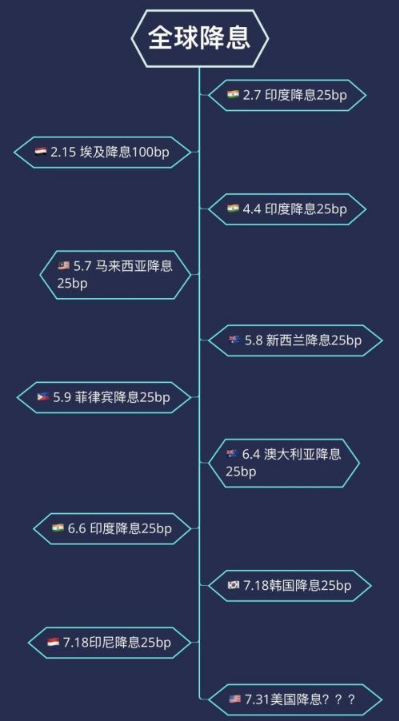 全球降息
2.7 印度降息25bp
2.15 埃及降息100bp
4.4 印度降息25bp
5.7 马来西亚降息
25bp
5.8 新西兰降息25bp
5.9 菲律宾降息25bp
6.4 澳大利亚降息
25bp
6.6 印度降息25bp
7.18韩国降息25bp
7.18印尼降息25bp
7.31美国降息？？？